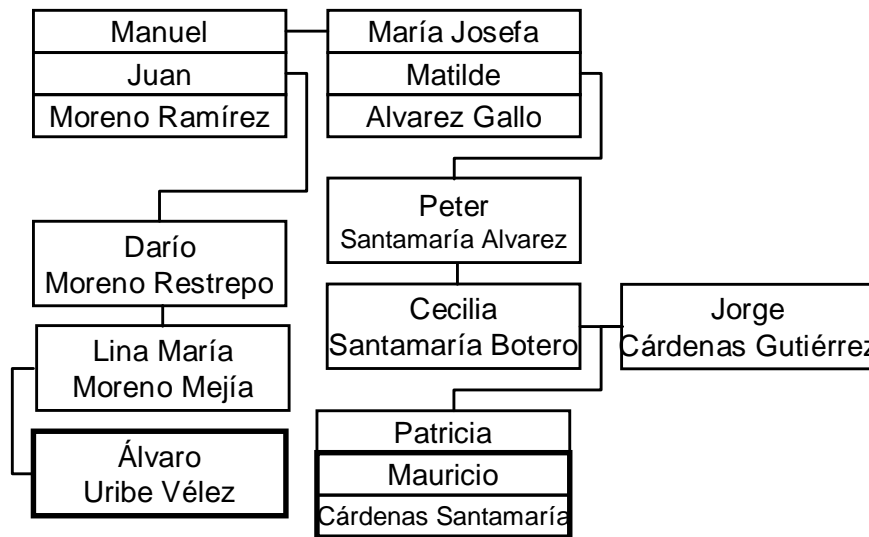 Manuel
Juan
Moreno Ramírez
María Josefa
Matilde
Alvarez Gallo
Peter
Santamaría Alvarez
Darío
Moreno Restrepo
Cecilia
Santamaría Botero
Jorge
Cárdenas Gutiérrez
Lina María
Moreno Mejía
Patricia
Mauricio
Cárdenas Santamaría
Álvaro
Uribe Vélez